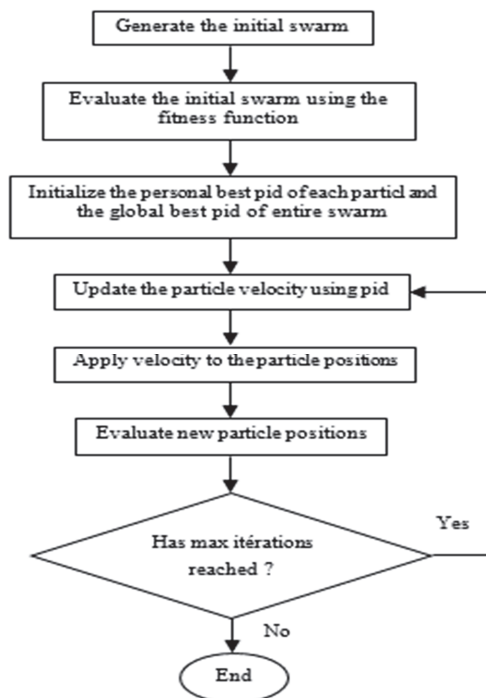 Generate the initial swarm
Evaluate the initial swarm using the
fitness function
Initialize the personal best pid of each particl and
the global best pid of entire swarm
Update the particle velocity using pid
Apply velocity to the particle positions
Evaluate new particle positions
Has max itérations
reached ?
Yes
No
End